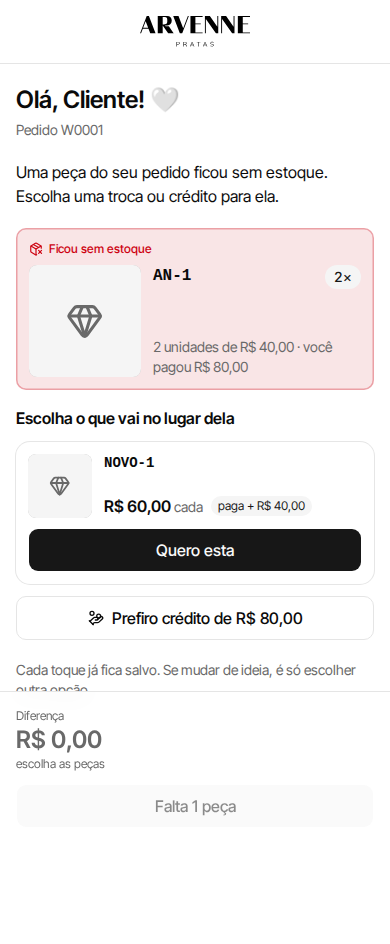 ARVENNE
PRATAS
Olá, Cliente! 🤍
Pedido W0001
Uma peça do seu pedido ficou sem estoque.
Escolha uma troca ou crédito para ela.
Ficou sem estoque
AN-1
2×
2 unidades de R$ 40,00 · você
pagou R$ 80,00
Escolha o que vai no lugar dela
NOVO-1
R$ 60,00 cada paga + R$ 40,00
Quero esta
Prefiro crédito de R$ 80,00
Cada toque já fica salvo. Se mudar de ideia, é só escolher
outra opção
Diferença
R$ 0,00
escolha as peças
Falta 1 peça